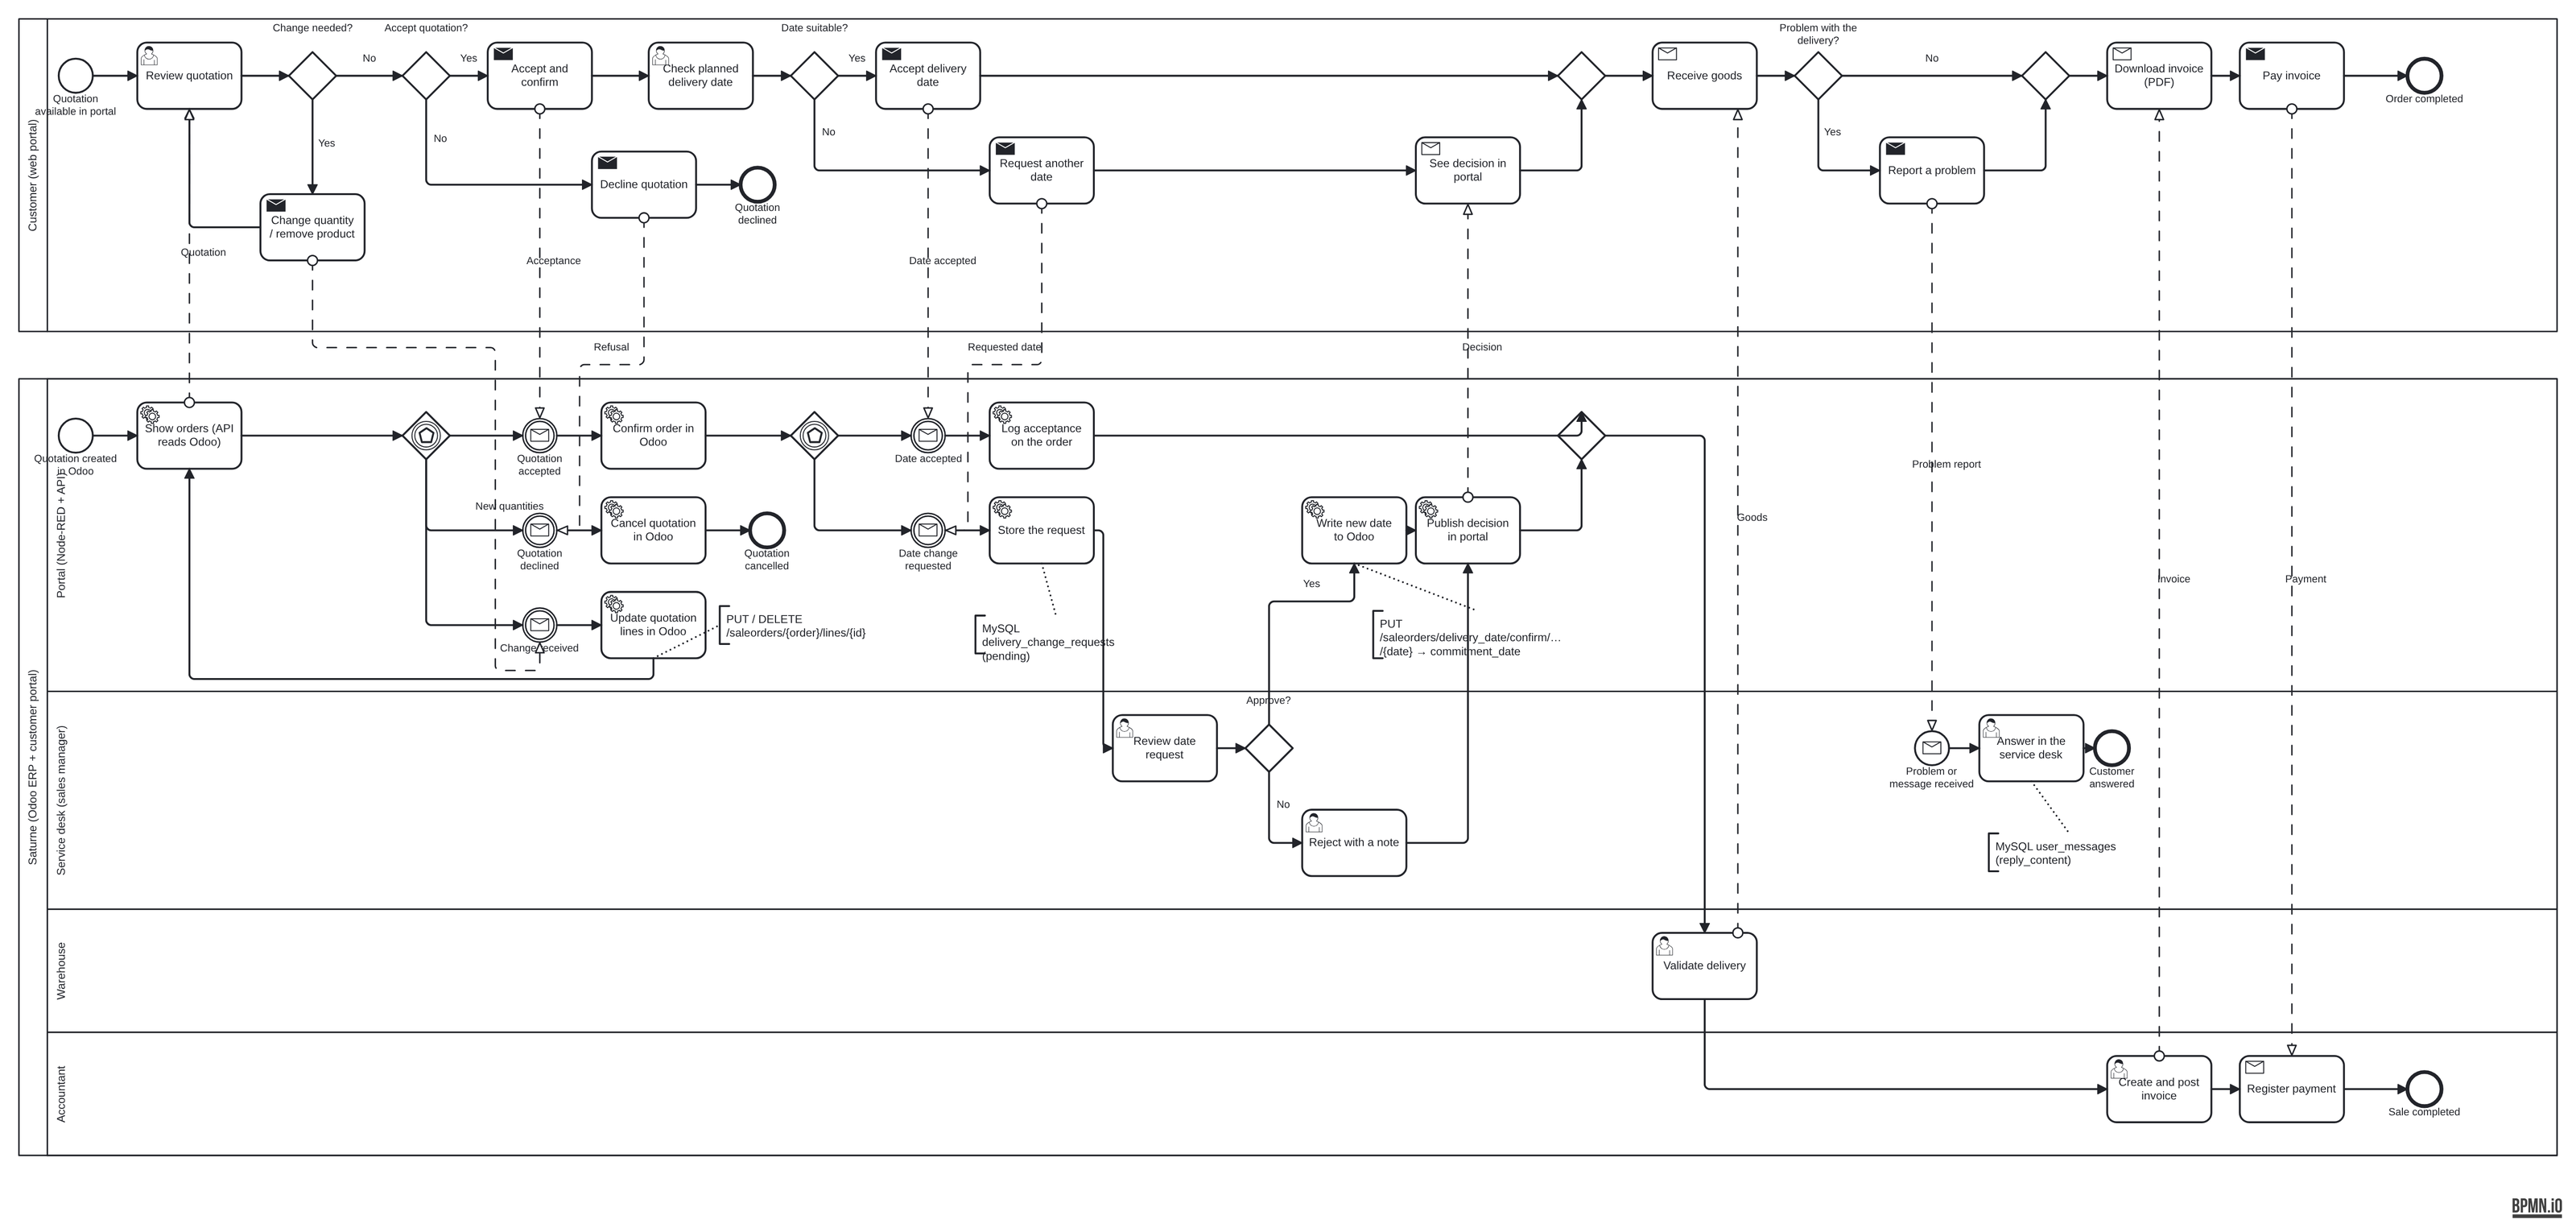 Customer (web portal)
Quotation
available in portal
Review quotation
Change needed?
No
Yes
Change quantity
/ remove product
Accept quotation?
Yes
No
Accept and
confirm
Decline quotation
Quotation
declined
Check planned
delivery date
Date suitable?
Yes
No
Accept delivery
date
Request another
date
See decision in
portal
Receive goods
Problem with the
delivery?
No
Yes
Report a problem
Download invoice
(PDF)
Pay invoice
Order completed
Quotation
Acceptance
Date accepted
Refusal
Requested date
Decision
Saturne (Odoo ERP + customer portal)
Portal (Node-RED + API)
Quotation created
in Odoo
Show orders (API
reads Odoo)
Quotation
accepted
Confirm order in
Odoo
Date accepted
Log acceptance
on the order
New quantities
Quotation
declined
Cancel quotation
in Odoo
Quotation
cancelled
Date change
requested
Store the request
Write new date
to Odoo
Publish decision
in portal
Change received
Update quotation
lines in Odoo
PUT / DELETE
/saleorders/{order}/lines/{id}
MySQL
delivery_change_requests
(pending)
Yes
PUT
/saleorders/delivery_date/confirm/…
/{date} → commitment_date
Problem report
Goods
Invoice
Payment
Service desk (sales manager)
Review date
request
Approve?
No
Reject with a note
Problem or
message received
Answer in the
service desk
Customer
answered
MySQL user_messages
(reply_content)
Warehouse
Validate delivery
Accountant
Create and post
invoice
Register payment
Sale completed
BPMN.iO